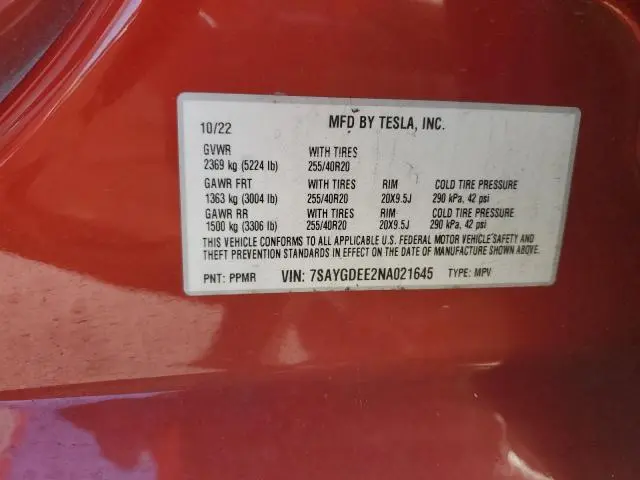 10/22 MFD BY TESLA, INC.
GVWR WITH TIRES
2369 kg (5224 lb) 255/40R20
GAWR FRT WITH TIRES RIM COLD TIRE PRESSURE
1363 kg (3004 lb) 255/40R20 20X9.5J 290 kPa, 42 psi
GAWR RR WITH TIRES RIM COLD TIRE PRESSURE
1500 kg (3306 lb) 255/40R20 20X9.5J 290 kPa, 42 psi
THIS VEHICLE CONFORMS TO ALL APPLICABLE U.S. FEDERAL MOTOR VEHICLE SAFETY AND
THEFT PREVENTION STANDARDS IN EFFECT ON THE DATE OF MANUFACTURE SHOWN ABOVE.
PNT: PPMR VIN: 7SAYGDEE2NA021645 TYPE: MPV